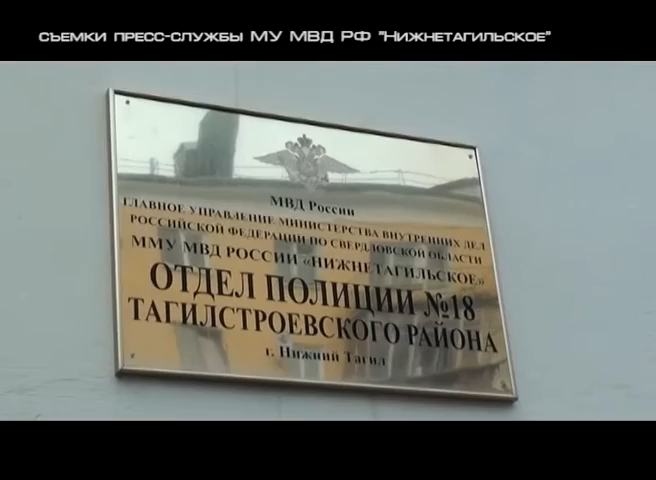 СЪЕМКИ ПРЕСС-СЛУЖБЫ МУ МВД РФ "НИЖНЕТАГИЛЬСКОЕ"
МВД России
ГЛАВНОЕ УПРАВЛЕНИЕ МИНИСТЕРСТВА ВНУТРЕННИХ ДЕЛ
РОССИЙСКОЙ ФЕДЕРАЦИИ ПО СВЕРДЛОВСКОЙ ОБЛАСТИ
ММУ МВД РОССИИ «НИЖНЕТАГИЛЬСКОЕ»
ОТДЕЛ ПОЛИЦИИ №18
ТАГИЛСТРОЕВСКОГО РАЙОНА
г. Нижний Тагил